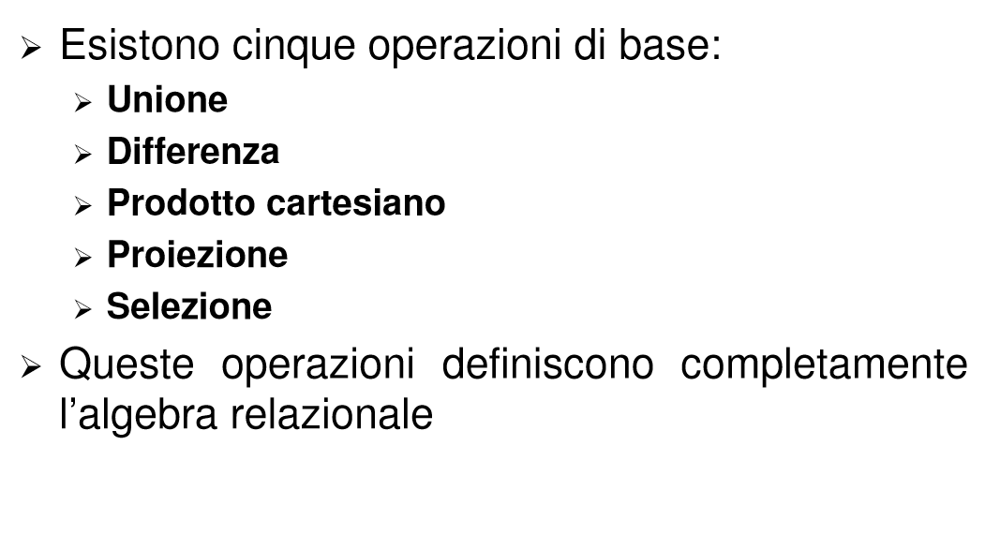 ➢ Esistono cinque operazioni di base:
➢ Unione
➢ Differenza
➢ Prodotto cartesiano
➢ Proiezione
➢ Selezione
➢ Queste operazioni definiscono completamente
l’algebra relazionale